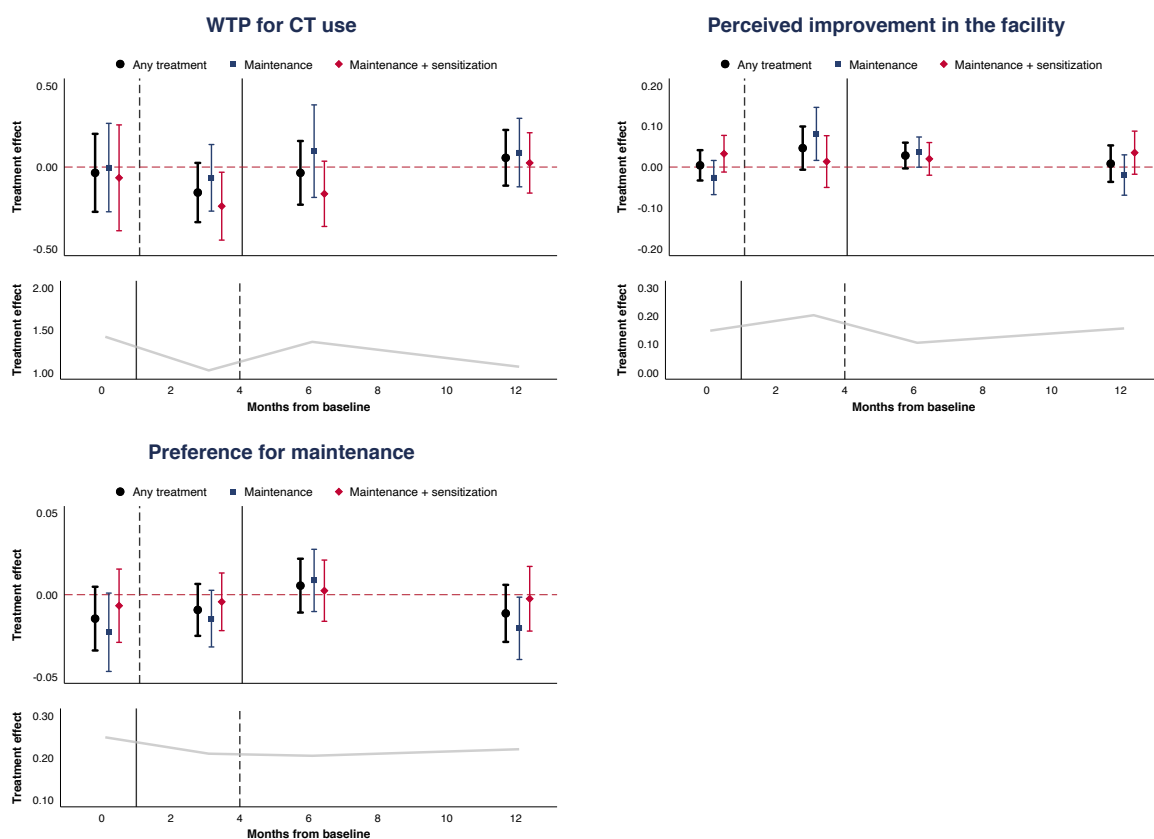 WTP for CT use
Any treatment Maintenance Maintenance + sensitization
Treatment effect
0.50
0.00
-0.50
Treatment effect
2.00
1.50
1.00
0 2 4 6 8 10 12
Months from baseline
Perceived improvement in the facility
Any treatment Maintenance Maintenance + sensitization
Treatment effect
0.20
0.10
0.00
-0.10
-0.20
Treatment effect
0.30
0.20
0.10
0.00
0 2 4 6 8 10 12
Months from baseline
Preference for maintenance
Any treatment Maintenance Maintenance + sensitization
Treatment effect
0.05
0.00
-0.05
Treatment effect
0.30
0.20
0.10
0 2 4 6 8 10 12
Months from baseline